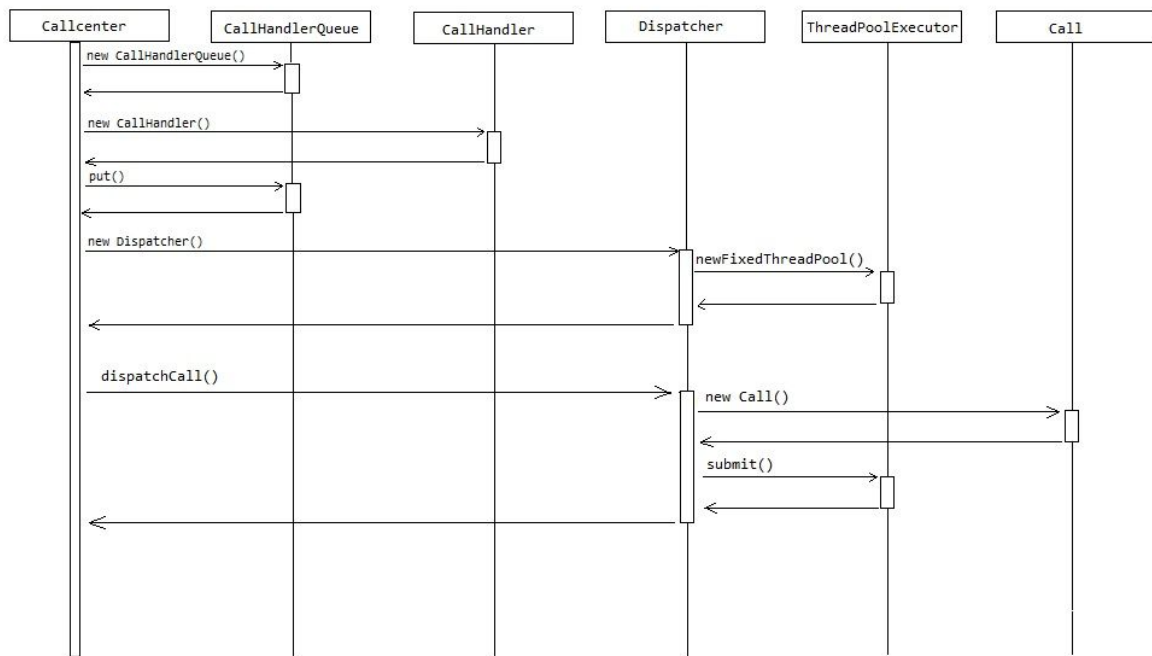 Callcenter
CallHandlerQueue
CallHandler
Dispatcher
ThreadPoolExecutor
Call
new CallHandlerQueue()
new CallHandler()
put()
new Dispatcher()
newFixedThreadPool()
dispatchCall()
new Call()
submit()